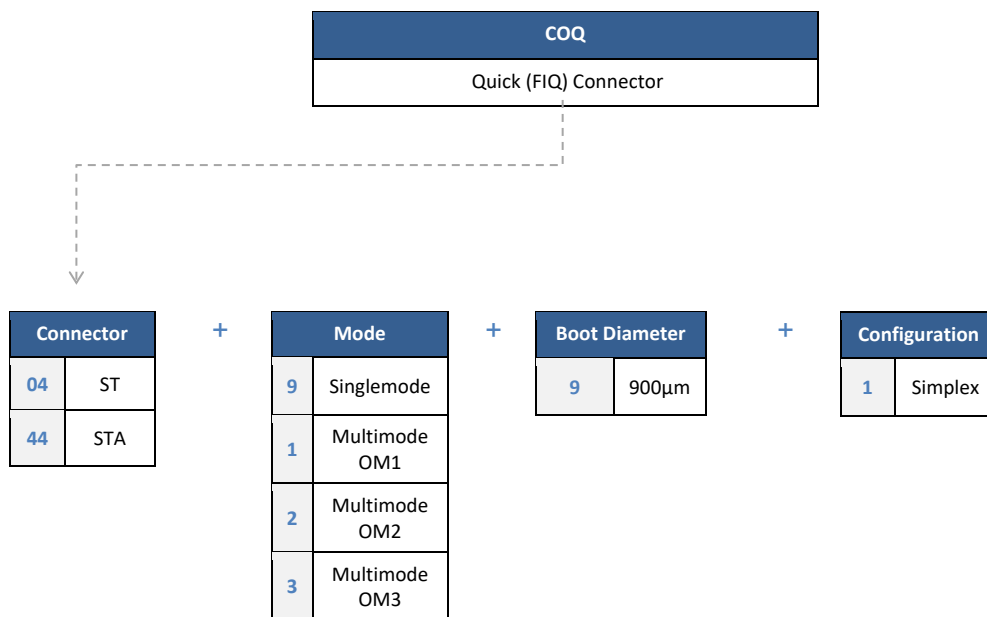 COQ
Quick (FIQ) Connector
Connector
+
Mode
+
Boot Diameter
+
Configuration
04 ST
44 STA
9 Singlemode
1 Multimode
OM1
2 Multimode
OM2
3 Multimode
OM3
9 900µm
1 Simplex